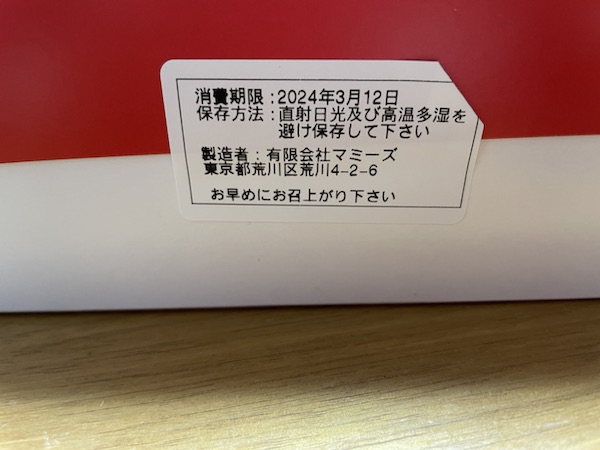 消費期限:2024年3月12日
保存方法:直射日光及び高温多湿を
避け保存して下さい
製造者:有限会社マミーズ
東京都荒川区荒川4-2-6
お早めにお召上がり下さい